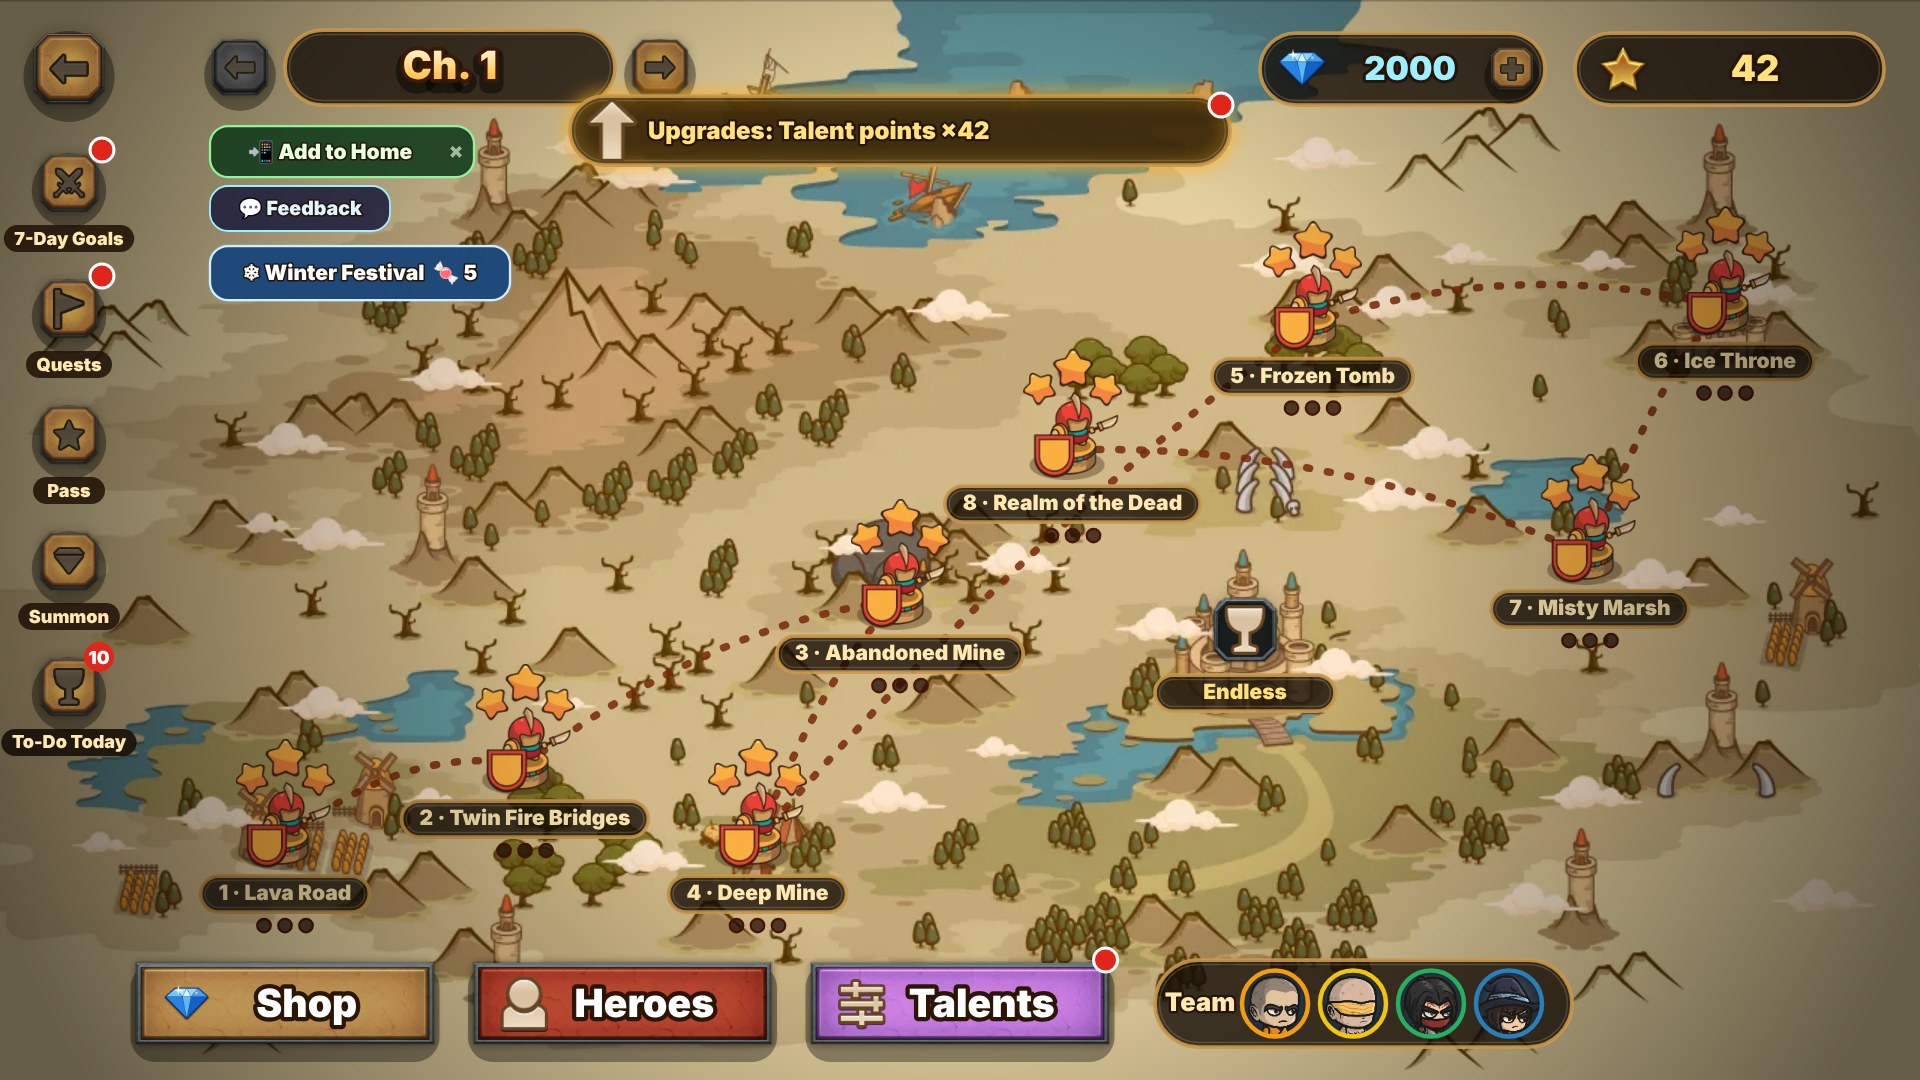 Ch. 1
2000
42
Upgrades: Talent points ×42
Add to Home ×
Feedback
Winter Festival 5
7-Day Goals
Quests
Pass
Summon
10
To-Do Today
5 · Frozen Tomb
6 · Ice Throne
8 · Realm of the Dead
7 · Misty Marsh
3 · Abandoned Mine
Endless
2 · Twin Fire Bridges
1 · Lava Road
4 · Deep Mine
Shop
Heroes
Talents
Team